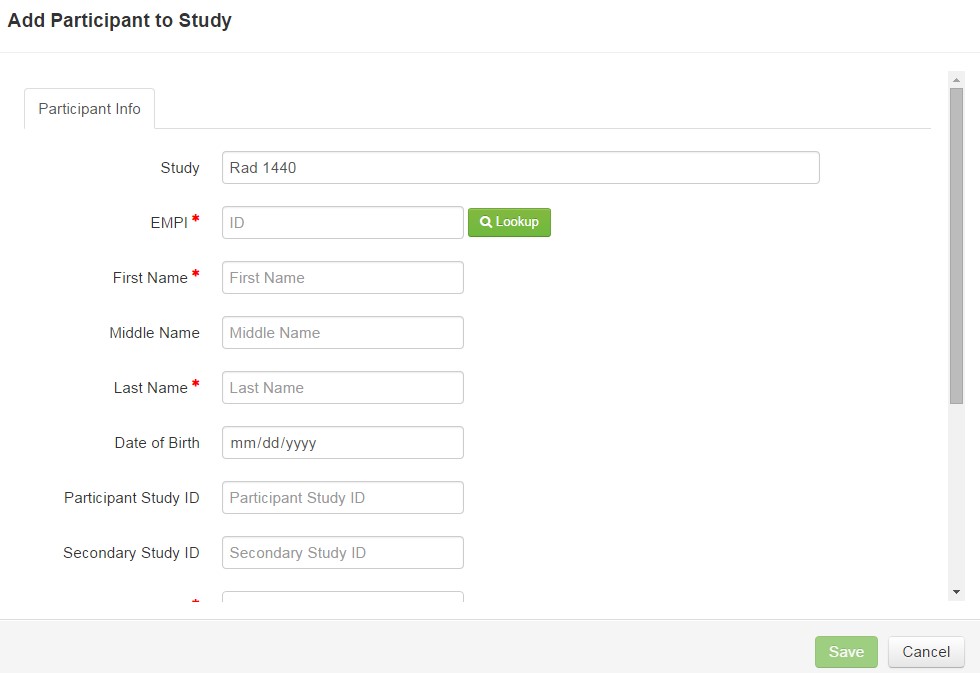 Add Participant to Study
Participant Info
Study Rad 1440
EMPI * ID Lookup
First Name * First Name
Middle Name Middle Name
Last Name * Last Name
Date of Birth mm/dd/yyyy
Participant Study ID Participant Study ID
Secondary Study ID Secondary Study ID
*
Save Cancel